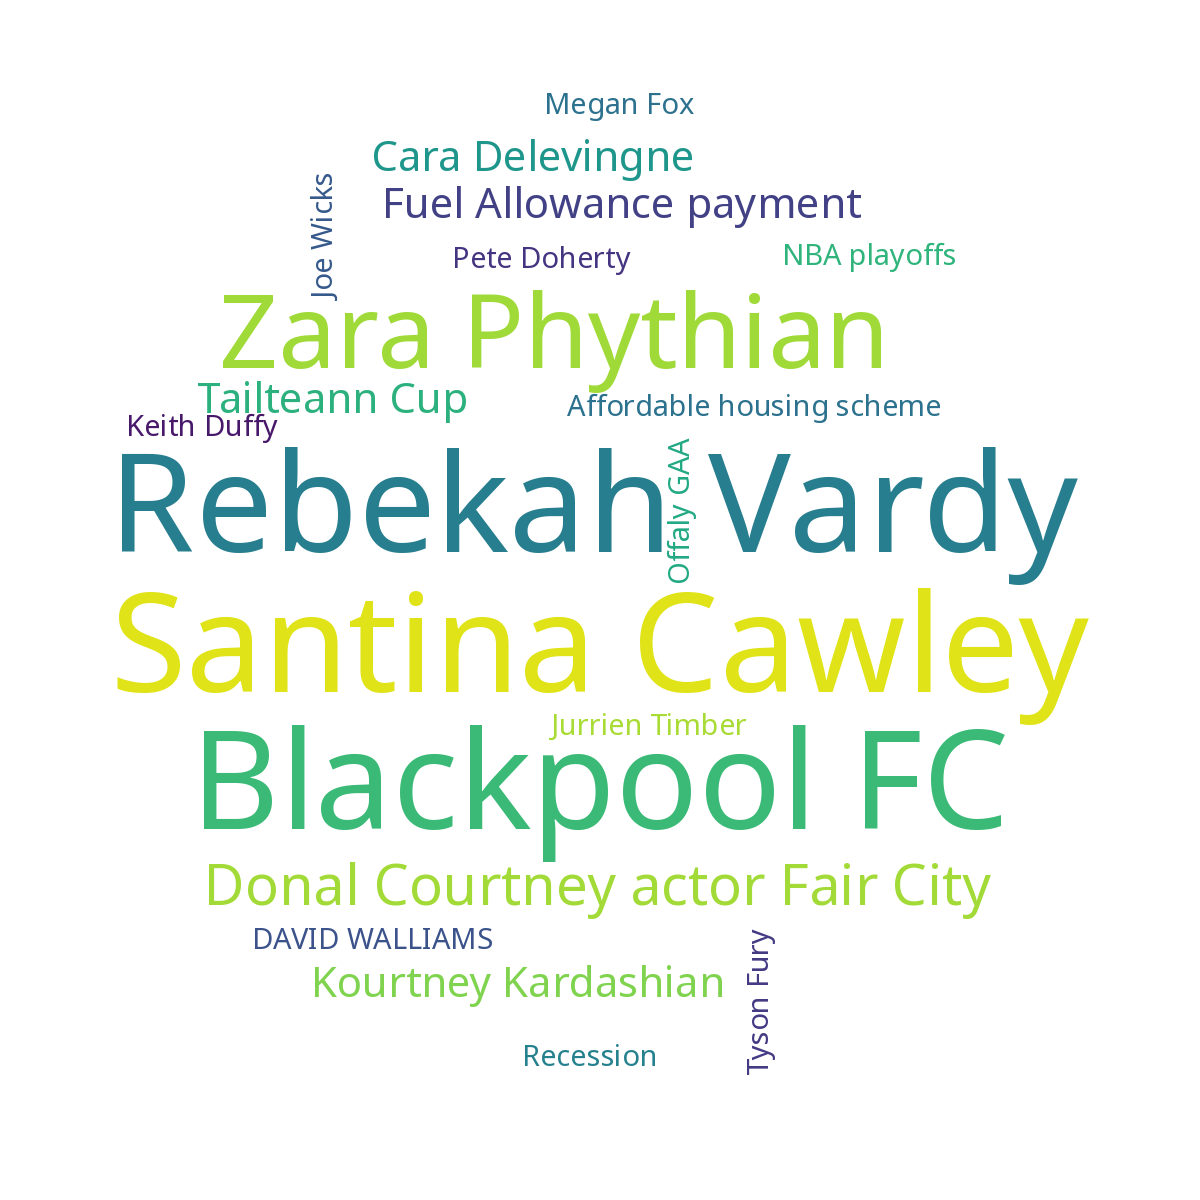 Megan Fox
Cara Delevingne
Joe Wicks
Fuel Allowance payment
Pete Doherty
NBA playoffs
Zara Phythian
Tailteann Cup
Affordable housing scheme
Keith Duffy
Rebekah Vardy
Offaly GAA
Santina Cawley
Jurrien Timber
Blackpool FC
Donal Courtney actor Fair City
DAVID WALLIAMS
Kourtney Kardashian
Tyson Fury
Recession